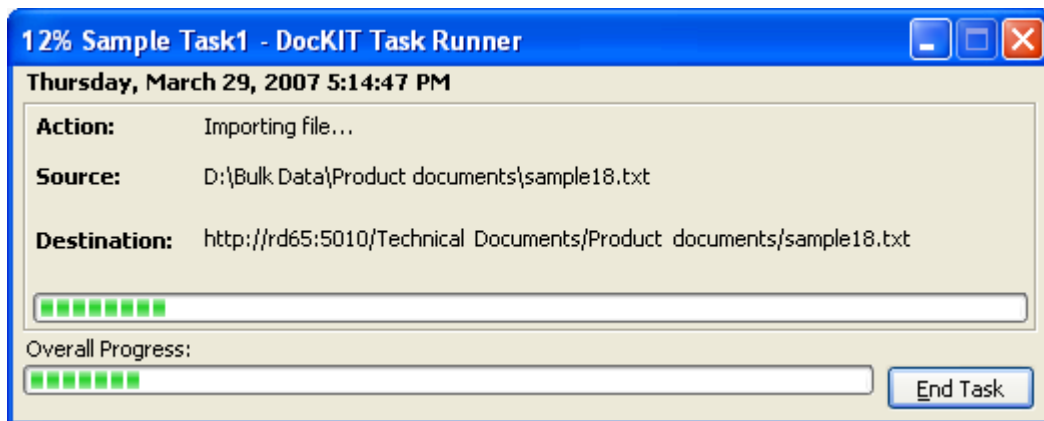 12% Sample Task1 - DocKIT Task Runner
Thursday, March 29, 2007 5:14:47 PM
Action: Importing file...
Source: D:\Bulk Data\Product documents\sample18.txt
Destination: http://rd65:5010/Technical Documents/Product documents/sample18.txt
Overall Progress:
End Task